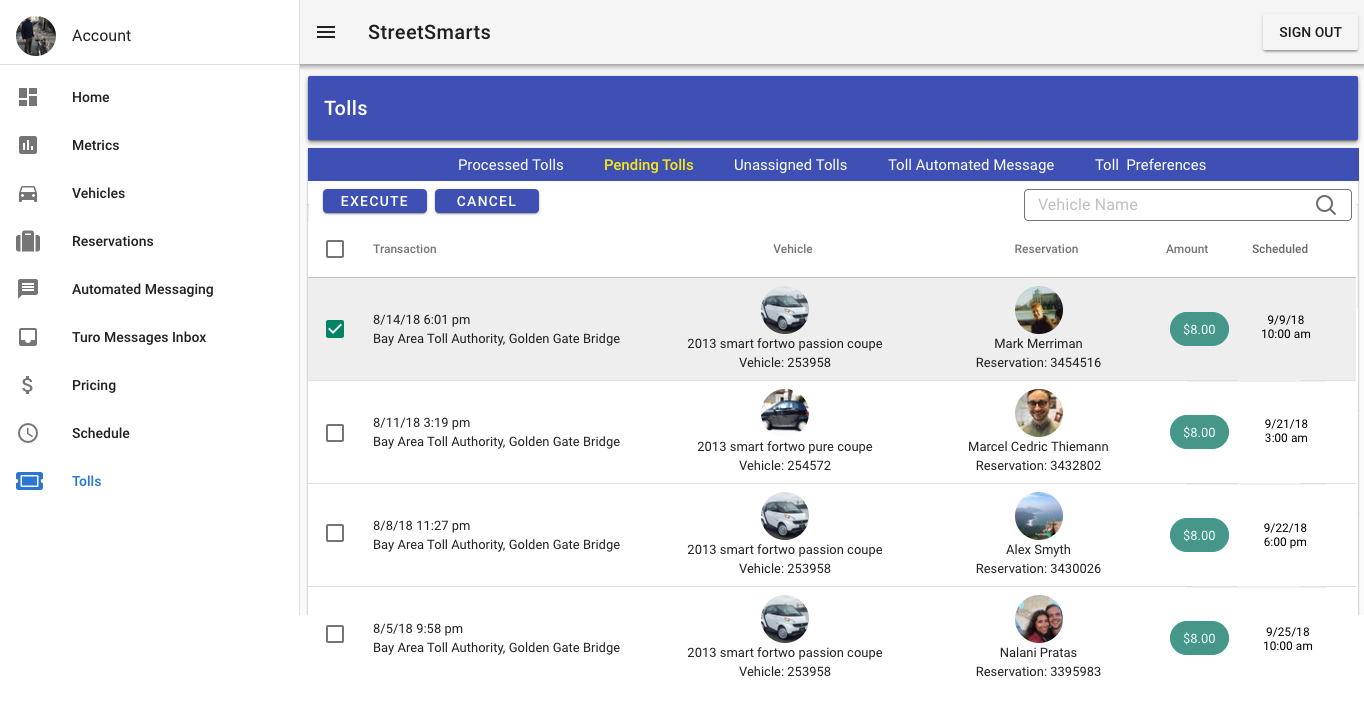 Account
StreetSmarts
SIGN OUT
Home
Metrics
Vehicles
Reservations
Automated Messaging
Turo Messages Inbox
Pricing
Schedule
Tolls
Tolls
Processed Tolls Pending Tolls Unassigned Tolls Toll Automated Message Toll Preferences
EXECUTE CANCEL Vehicle Name
Transaction Vehicle Reservation Amount Scheduled
8/14/18 6:01 pm
Bay Area Toll Authority, Golden Gate Bridge
2013 smart fortwo passion coupe
Vehicle: 253958
Mark Merriman
Reservation: 3454516
$8.00
9/9/18
10:00 am
8/11/18 3:19 pm
Bay Area Toll Authority, Golden Gate Bridge
2013 smart fortwo pure coupe
Vehicle: 254572
Marcel Cedric Thiemann
Reservation: 3432802
$8.00
9/21/18
3:00 am
8/8/18 11:27 pm
Bay Area Toll Authority, Golden Gate Bridge
2013 smart fortwo passion coupe
Vehicle: 253958
Alex Smyth
Reservation: 3430026
$8.00
9/22/18
6:00 pm
8/5/18 9:58 pm
Bay Area Toll Authority, Golden Gate Bridge
2013 smart fortwo passion coupe
Vehicle: 253958
Nalani Pratas
Reservation: 3395983
$8.00
9/25/18
10:00 am